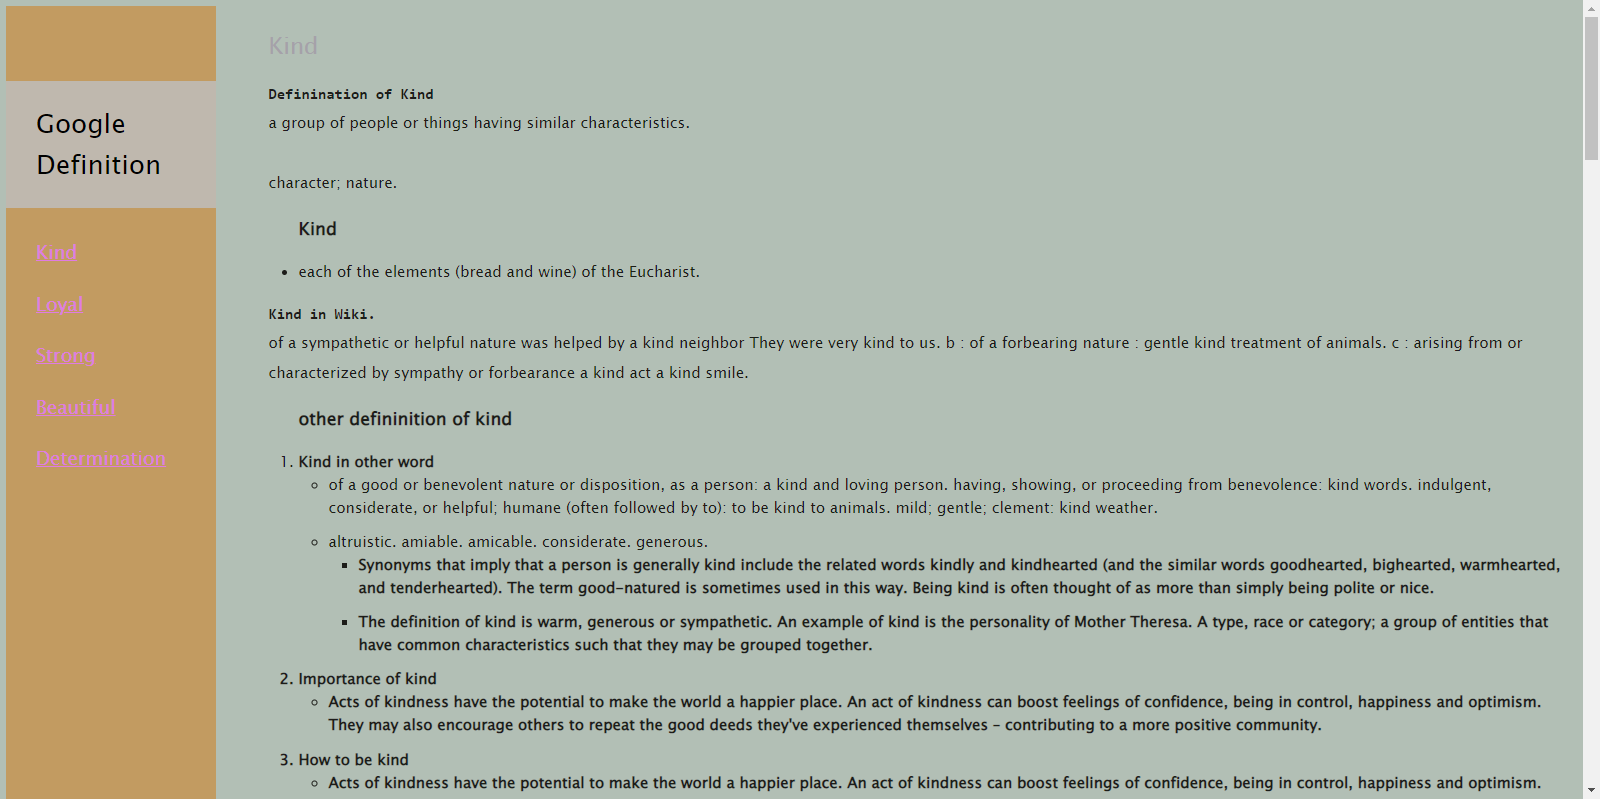 Google
Definition
Kind
Loyal
Strong
Beautiful
Determination
Kind
Definination of Kind
a group of people or things having similar characteristics.
character; nature.
Kind
• each of the elements (bread and wine) of the Eucharist.
Kind in Wiki.
of a sympathetic or helpful nature was helped by a kind neighbor They were very kind to us. b : of a forbearing nature : gentle kind treatment of animals. c : arising from or
characterized by sympathy or forbearance a kind act a kind smile.
other defininition of kind
1. Kind in other word
◦ of a good or benevolent nature or disposition, as a person: a kind and loving person. having, showing, or proceeding from benevolence: kind words. indulgent,
considerate, or helpful; humane (often followed by to): to be kind to animals. mild; gentle; clement: kind weather.
◦ altruistic. amiable. amicable. considerate. generous.
▪ Synonyms that imply that a person is generally kind include the related words kindly and kindhearted (and the similar words goodhearted, bighearted, warmhearted,
and tenderhearted). The term good-natured is sometimes used in this way. Being kind is often thought of as more than simply being polite or nice.
▪ The definition of kind is warm, generous or sympathetic. An example of kind is the personality of Mother Theresa. A type, race or category; a group of entities that
have common characteristics such that they may be grouped together.
2. Importance of kind
◦ Acts of kindness have the potential to make the world a happier place. An act of kindness can boost feelings of confidence, being in control, happiness and optimism.
They may also encourage others to repeat the good deeds they've experienced themselves – contributing to a more positive community.
3. How to be kind
◦ Acts of kindness have the potential to make the world a happier place. An act of kindness can boost feelings of confidence, being in control, happiness and optimism.